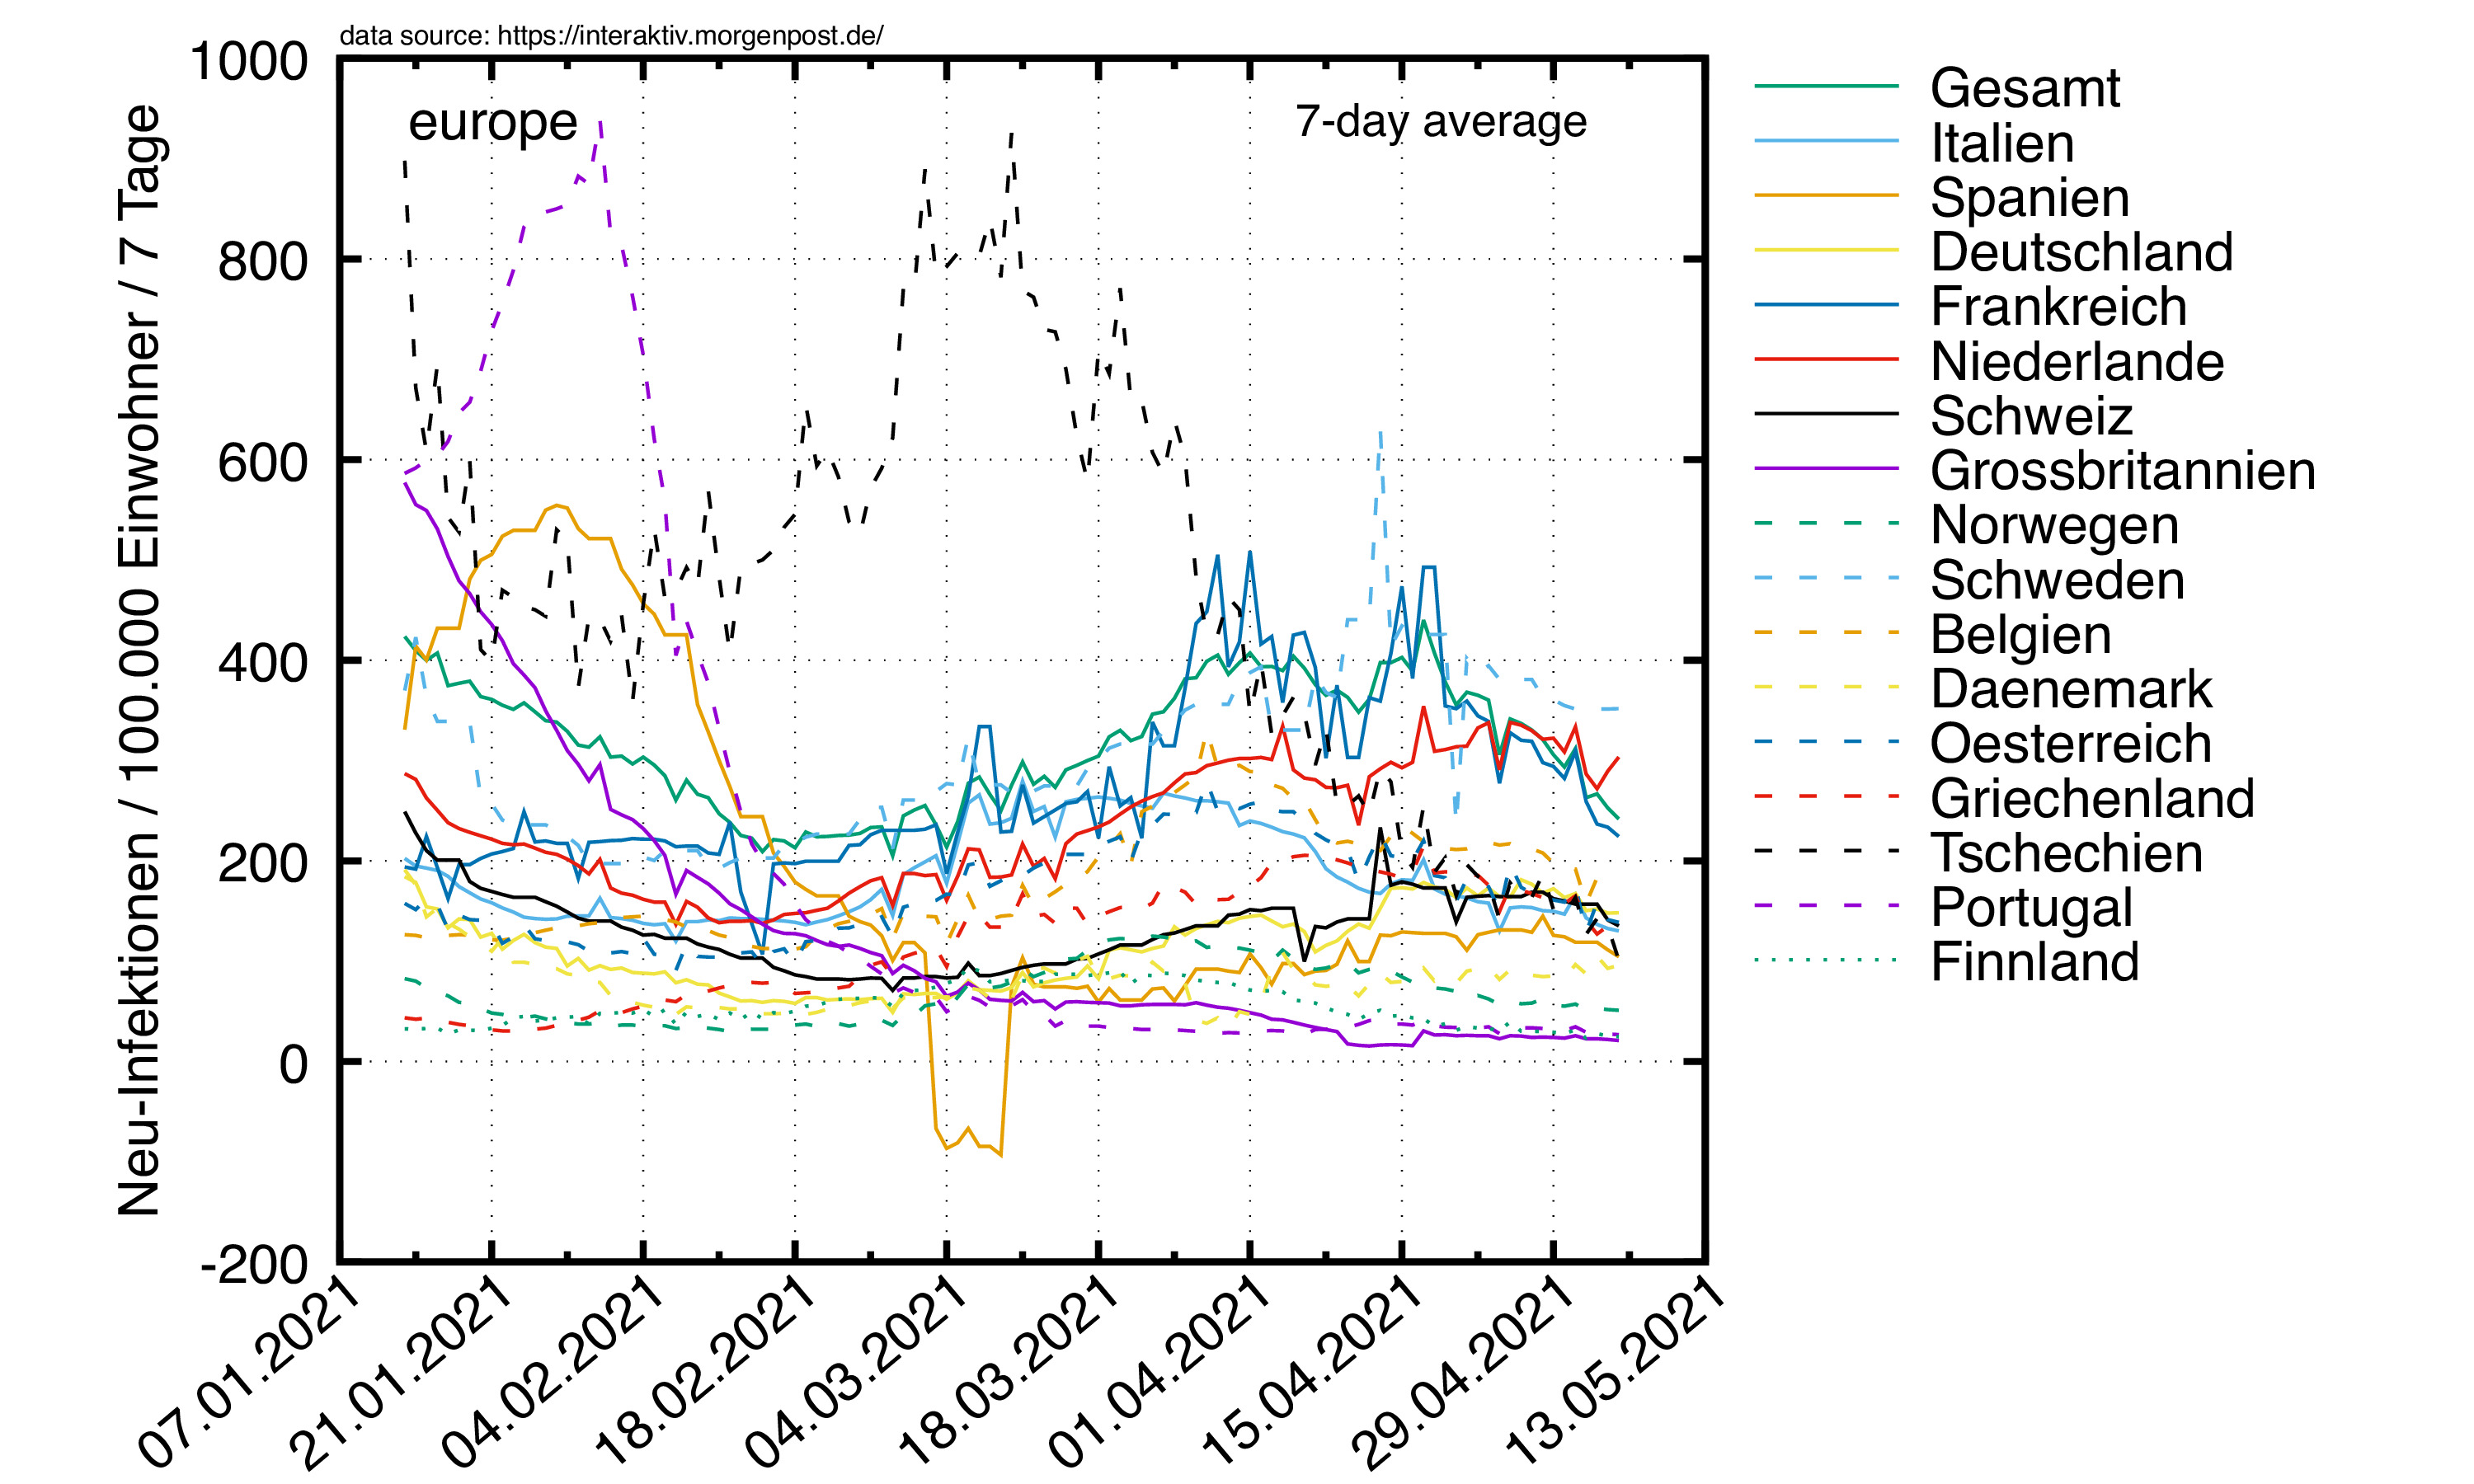 data source: https://interaktiv.morgenpost.de/
europe
7-day average
Neu-Infektionen / 100.000 Einwohner / 7 Tage
1000
800
600
400
200
0
-200
07.01.2021
21.01.2021
04.02.2021
18.02.2021
04.03.2021
18.03.2021
01.04.2021
15.04.2021
29.04.2021
13.05.2021
Gesamt
Italien
Spanien
Deutschland
Frankreich
Niederlande
Schweiz
Grossbritannien
Norwegen
Schweden
Belgien
Daenemark
Oesterreich
Griechenland
Tschechien
Portugal
Finnland